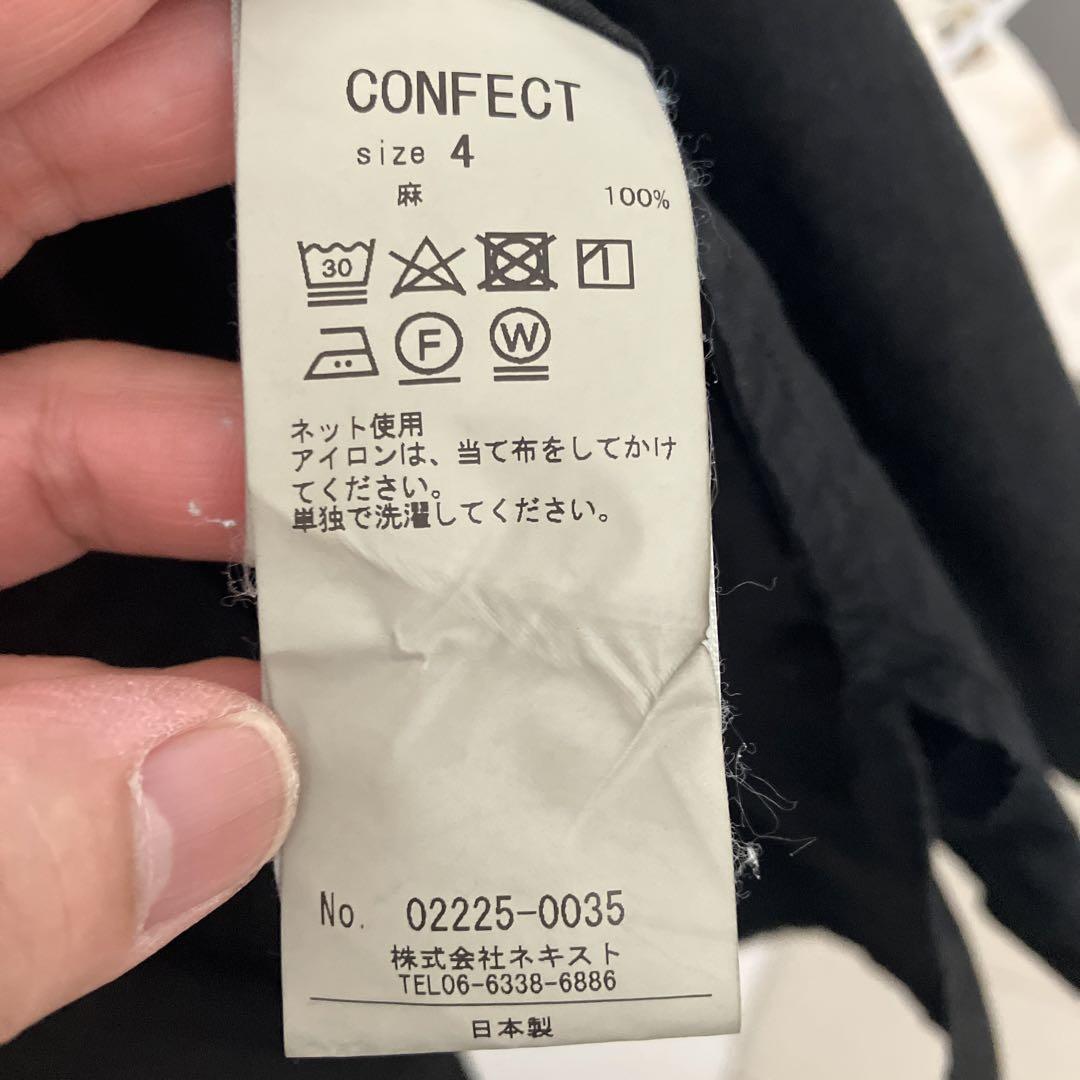 CONFECT
size 4
麻 100%
30
F W
ネット使用
アイロンは、当て布をしてかけ
てください。
単独で洗濯してください。
No. 02225-0035
株式会社ネキスト
TEL06-6338-6886
日本製